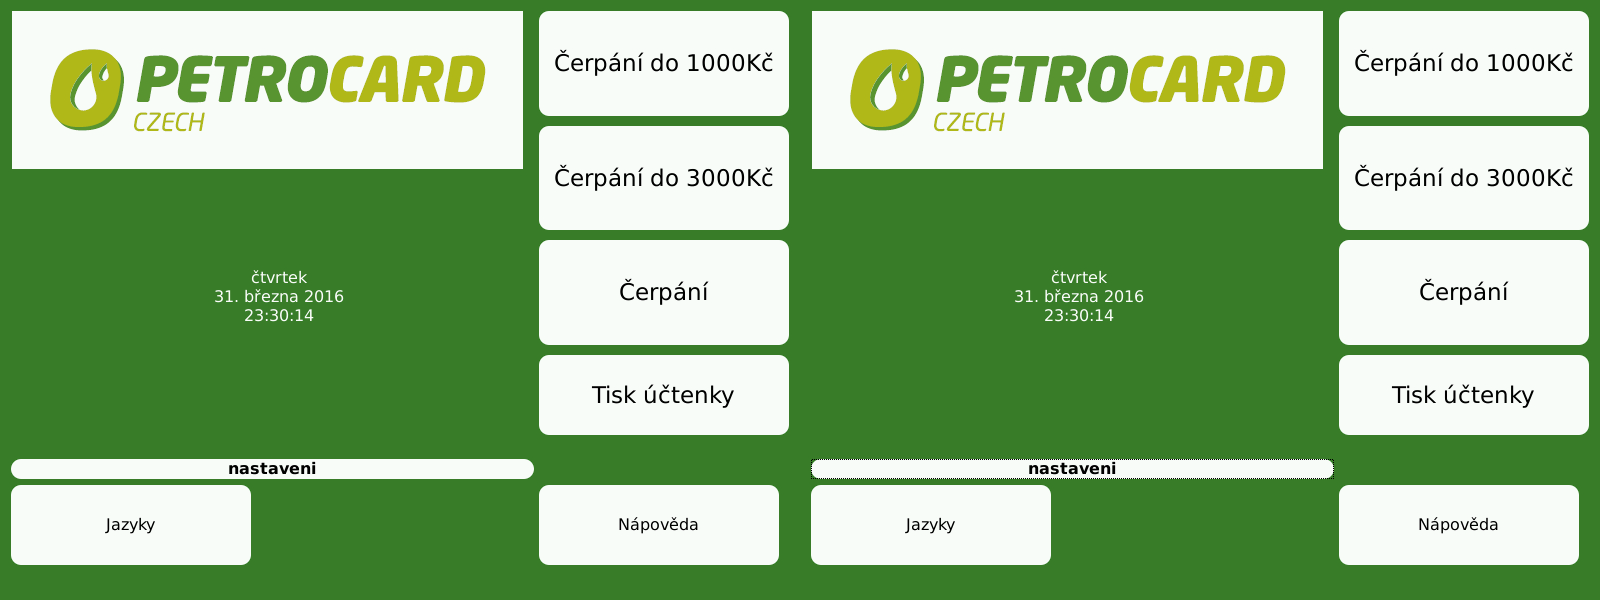 PETROCARD
CZECH
Čerpání do 1000Kč
Čerpání do 3000Kč
čtvrtek
31. března 2016
23:30:14
Čerpání
Tisk účtenky
nastaveni
Jazyky
Nápověda
PETROCARD
CZECH
Čerpání do 1000Kč
Čerpání do 3000Kč
čtvrtek
31. března 2016
23:30:14
Čerpání
Tisk účtenky
nastaveni
Jazyky
Nápověda